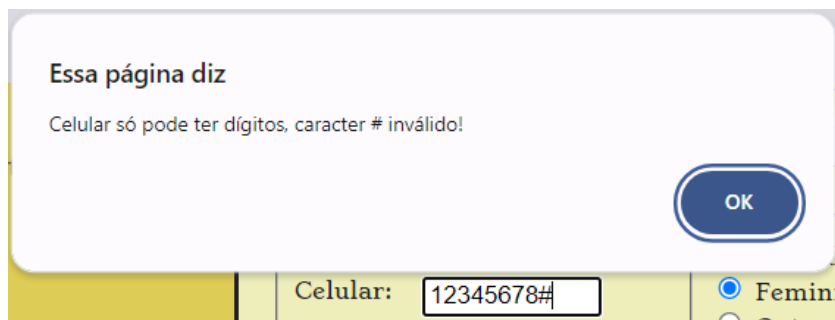 Essa página diz
Celular só pode ter dígitos, caracter # inválido!
OK
Celular: 12345678# Femin